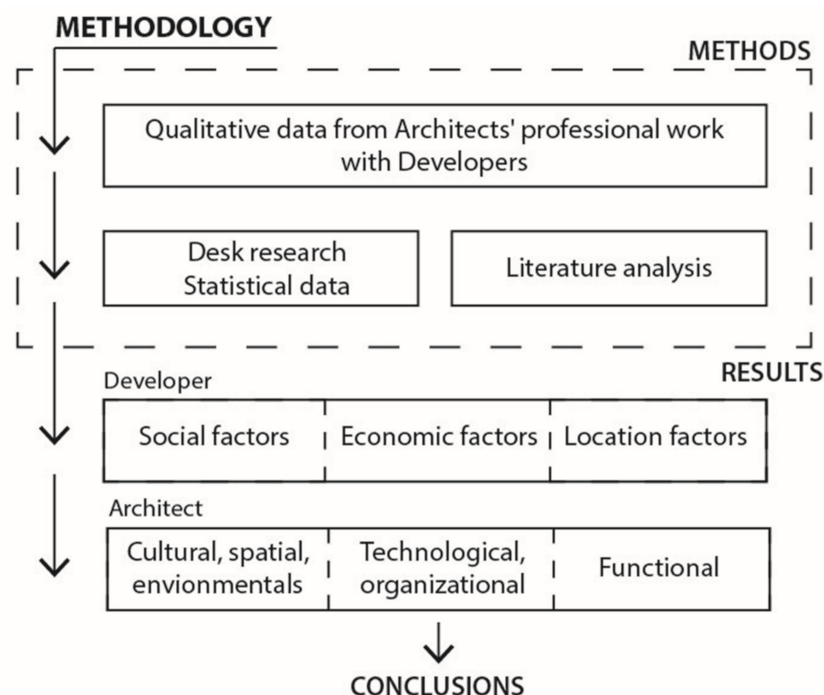 METHODOLOGY
METHODS
Qualitative data from Architects' professional work
with Developers
Desk research
Statistical data
Literature analysis
RESULTS
Developer
Social factors
Economic factors
Location factors
Architect
Cultural, spatial,
envionmentals
Technological,
organizational
Functional
CONCLUSIONS